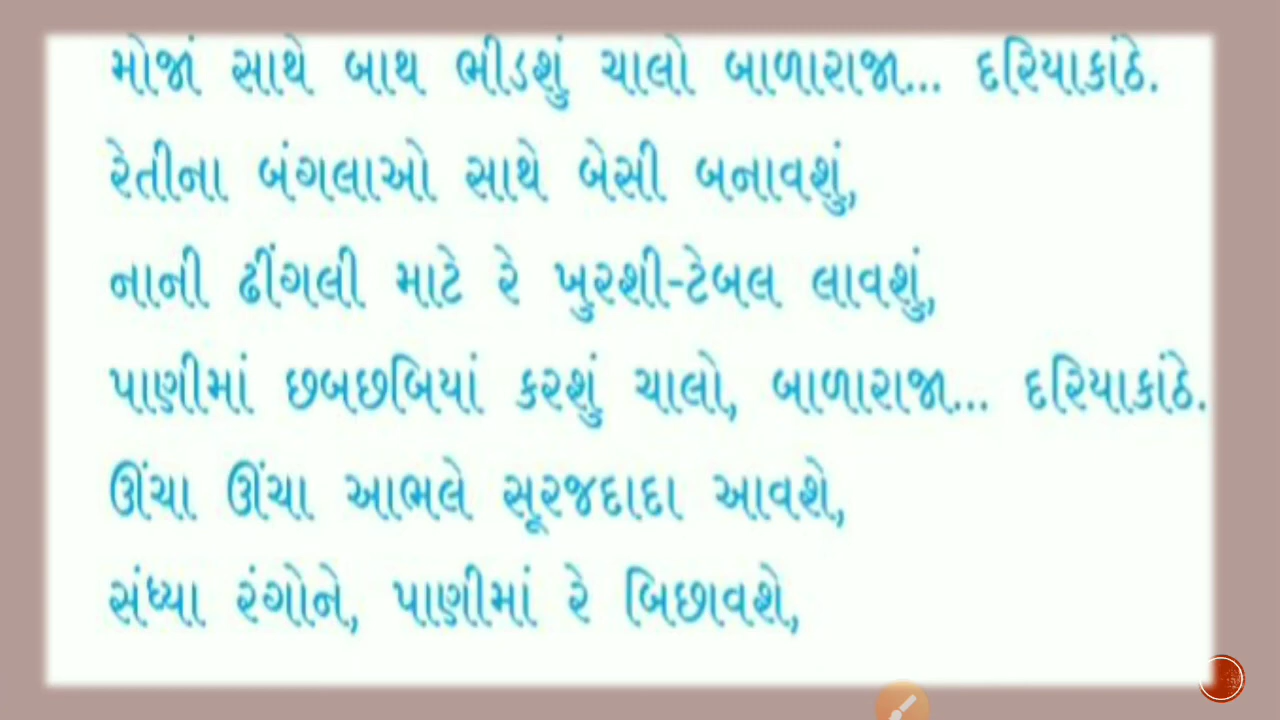 મોજાં સાથે બાથ ભીડશું ચાલો બાળારાજા... દરિયાકાંઠે.
રેતીના બંગલાઓ સાથે બેસી બનાવશું,
નાની ઢીંગલી માટે રે ખુરશી-ટેબલ લાવશું,
પાણીમાં છબછબિયાં કરશું ચાલો, બાળારાજા... દરિયાકાંઠે.
ઊંચા ઊંચા આભલે સૂરજદાદા આવશે,
સંધ્યા રંગોને, પાણીમાં રે બિછાવશે,